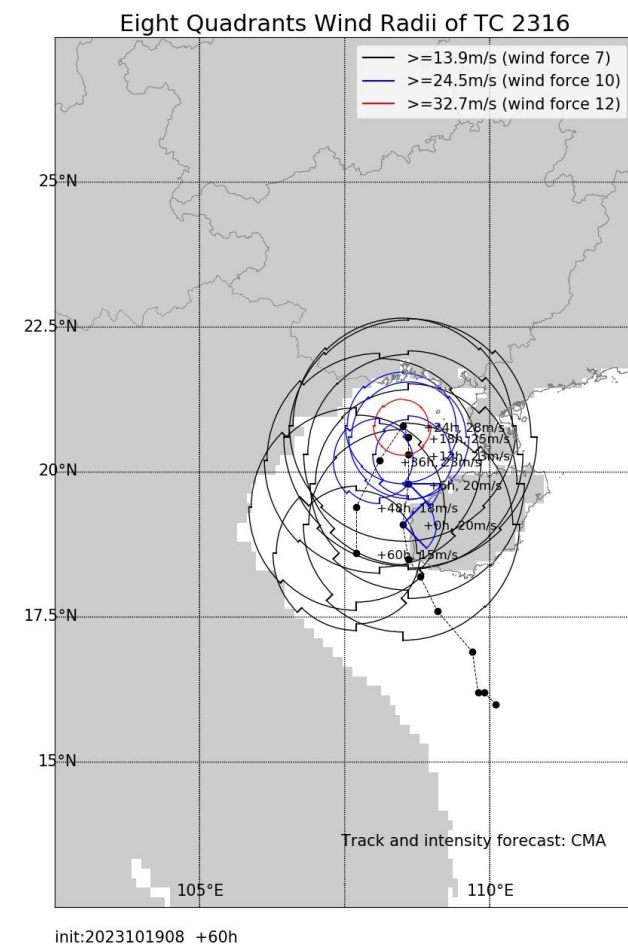 Eight Quadrants Wind Radii of TC 2316
>=13.9m/s (wind force 7)
>=24.5m/s (wind force 10)
>=32.7m/s (wind force 12)
25°N
22.5°N
+24h, 28m/s
+18h, 25m/s
+12h, 23m/s
20°N
+36h, 23m/s
+6h, 20m/s
+48h, 18m/s
+0h, 20m/s
+60h, 15m/s
17.5°N
15°N
Track and intensity forecast: CMA
105°E
110°E
init:2023101908 +60h